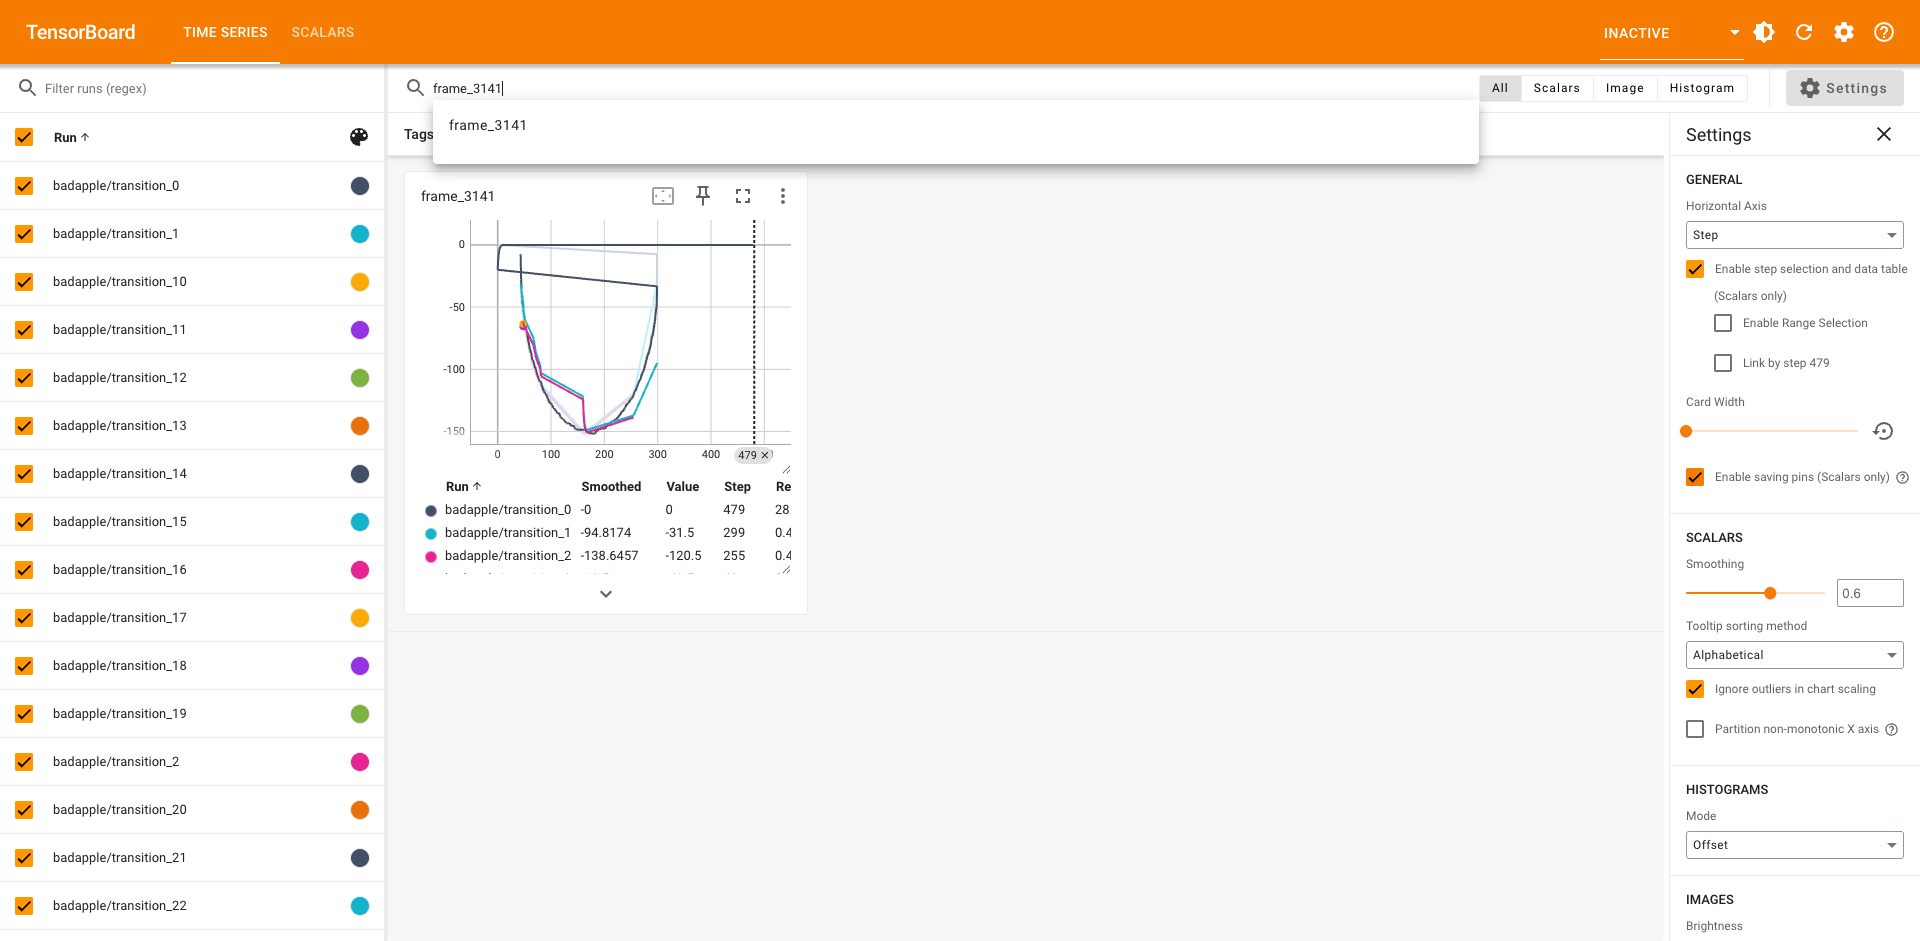 TensorBoard
TIME SERIES
SCALARS
INACTIVE
Filter runs (regex)
Run
badapple/transition_0
badapple/transition_1
badapple/transition_10
badapple/transition_11
badapple/transition_12
badapple/transition_13
badapple/transition_14
badapple/transition_15
badapple/transition_16
badapple/transition_17
badapple/transition_18
badapple/transition_19
badapple/transition_2
badapple/transition_20
badapple/transition_21
badapple/transition_22
frame_3141
All Scalars Image Histogram
Settings
Tags
frame_3141
frame_3141
0
-50
-100
-150
0 100 200 300 400 479
Run Smoothed Value Step Re
badapple/transition_0 -0 0 479 28.
badapple/transition_1 -94.8174 -31.5 299 0.4
badapple/transition_2 -138.6457 -120.5 255 0.4
Settings
GENERAL
Horizontal Axis
Step
Enable step selection and data table
(Scalars only)
Enable Range Selection
Link by step 479
Card Width
Enable saving pins (Scalars only)
SCALARS
Smoothing
0.6
Tooltip sorting method
Alphabetical
Ignore outliers in chart scaling
Partition non-monotonic X axis
HISTOGRAMS
Mode
Offset
IMAGES
Brightness